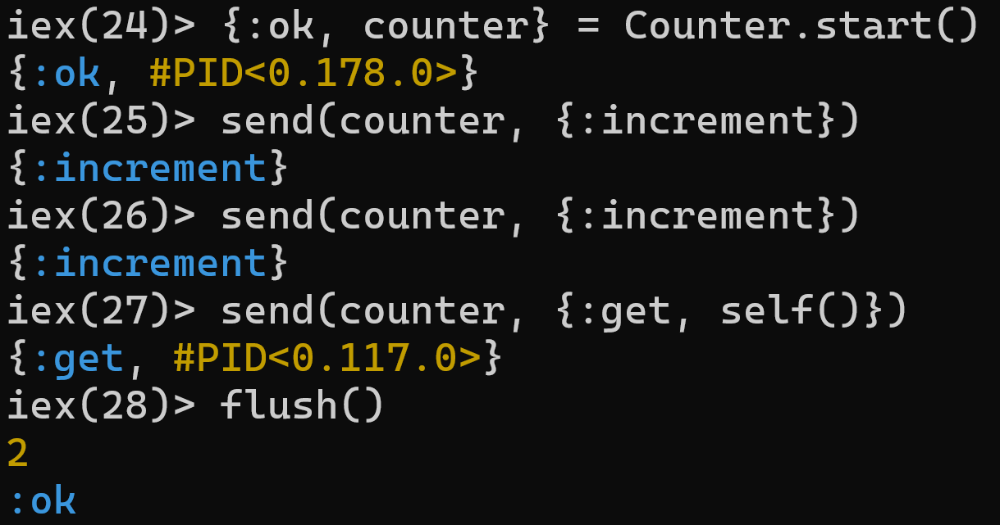 iex(24)> {:ok, counter} = Counter.start()
{:ok, #PID<0.178.0>}
iex(25)> send(counter, {:increment})
{:increment}
iex(26)> send(counter, {:increment})
{:increment}
iex(27)> send(counter, {:get, self()})
{:get, #PID<0.117.0>}
iex(28)> flush()
2
:ok